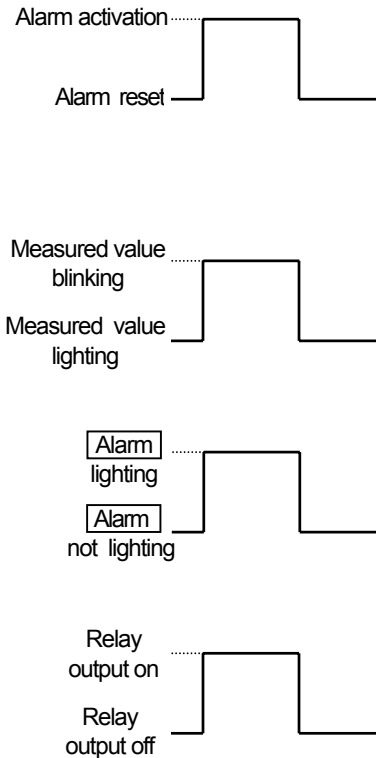 Alarm activation
Alarm reset
Measured value
blinking
Measured value
lighting
Alarm
lighting
Alarm
not lighting
Relay
output on
Relay
output off